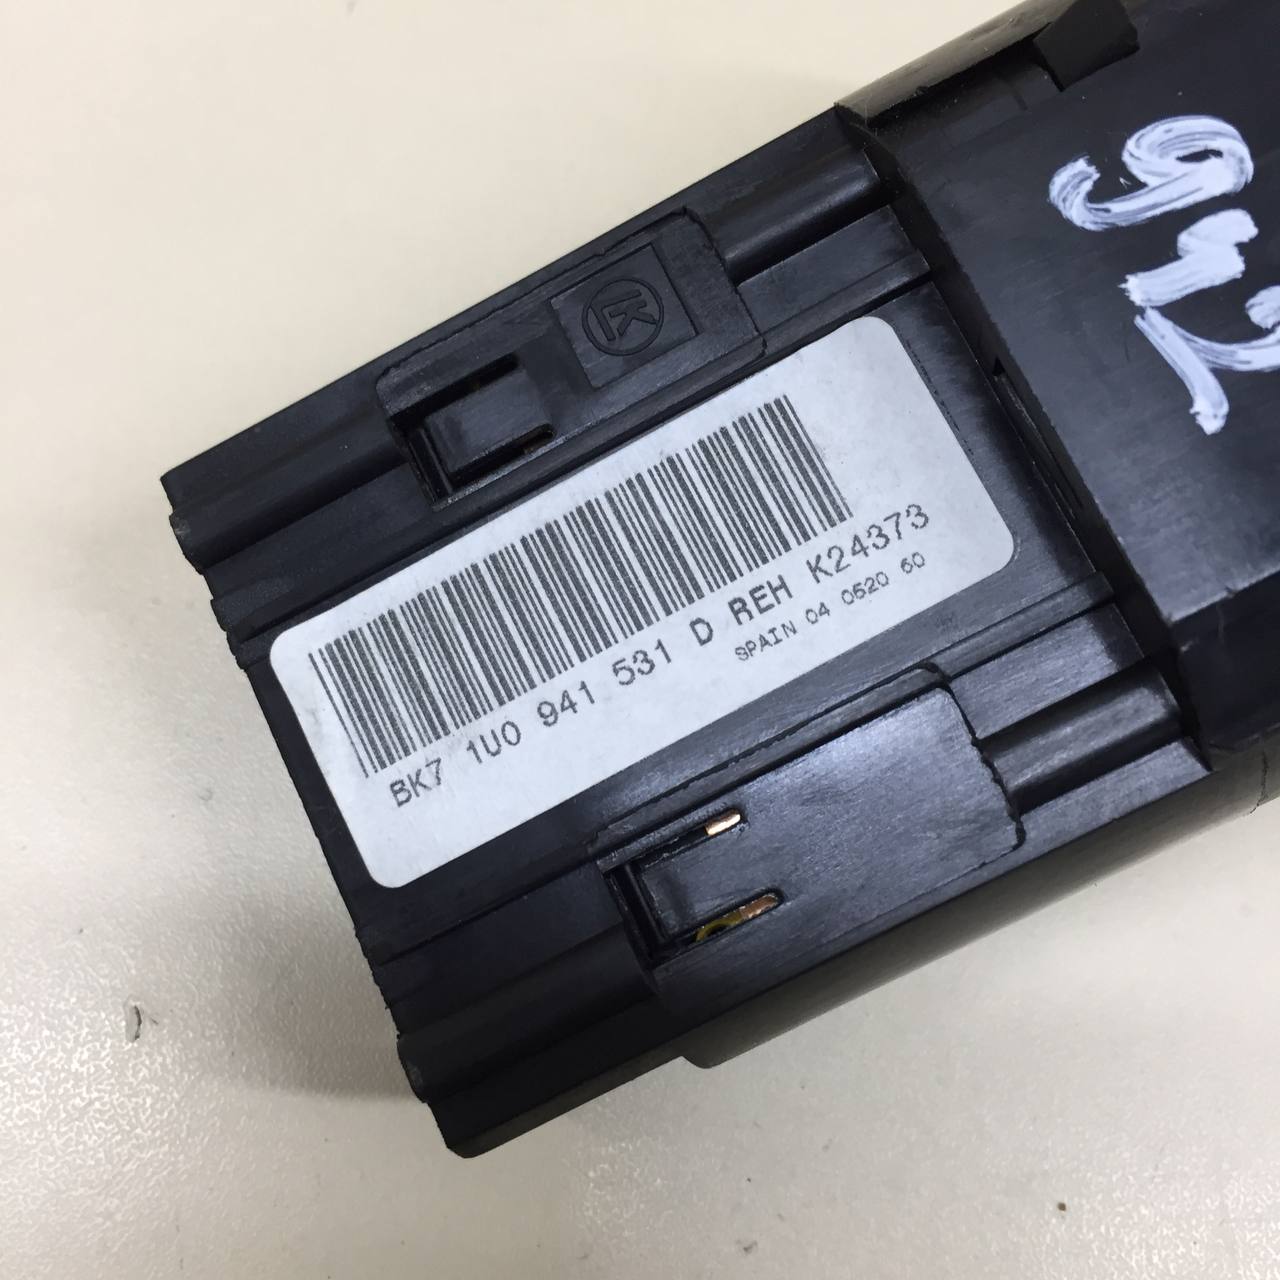 BK7 1U0 941 531 D REH K24373
SPAIN 04 0520 60